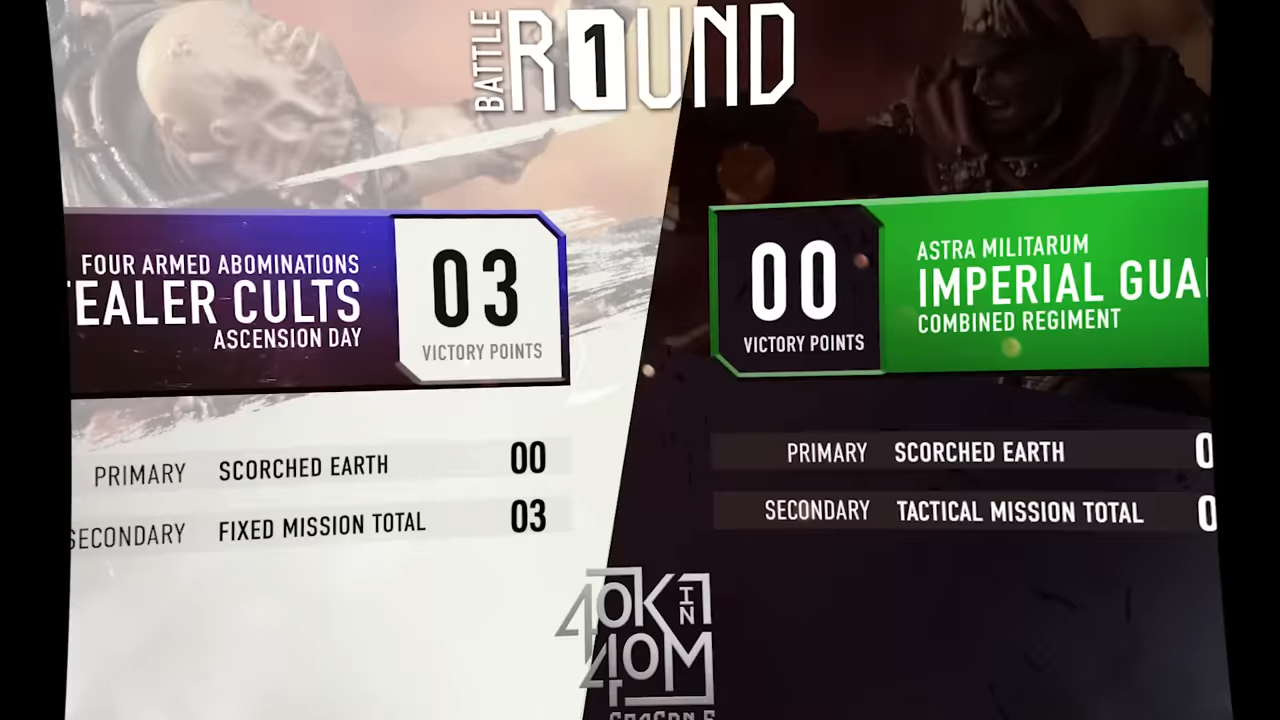 BATTLE
ROUND
1
FOUR ARMED ABOMINATIONS
TEALER CULTS
ASCENSION DAY
03
VICTORY POINTS
PRIMARY SCORCHED EARTH 00
SECONDARY FIXED MISSION TOTAL 03
00
VICTORY POINTS
ASTRA MILITARUM
IMPERIAL GUA
COMBINED REGIMENT
PRIMARY SCORCHED EARTH 0
SECONDARY TACTICAL MISSION TOTAL 0
40K IN
40M